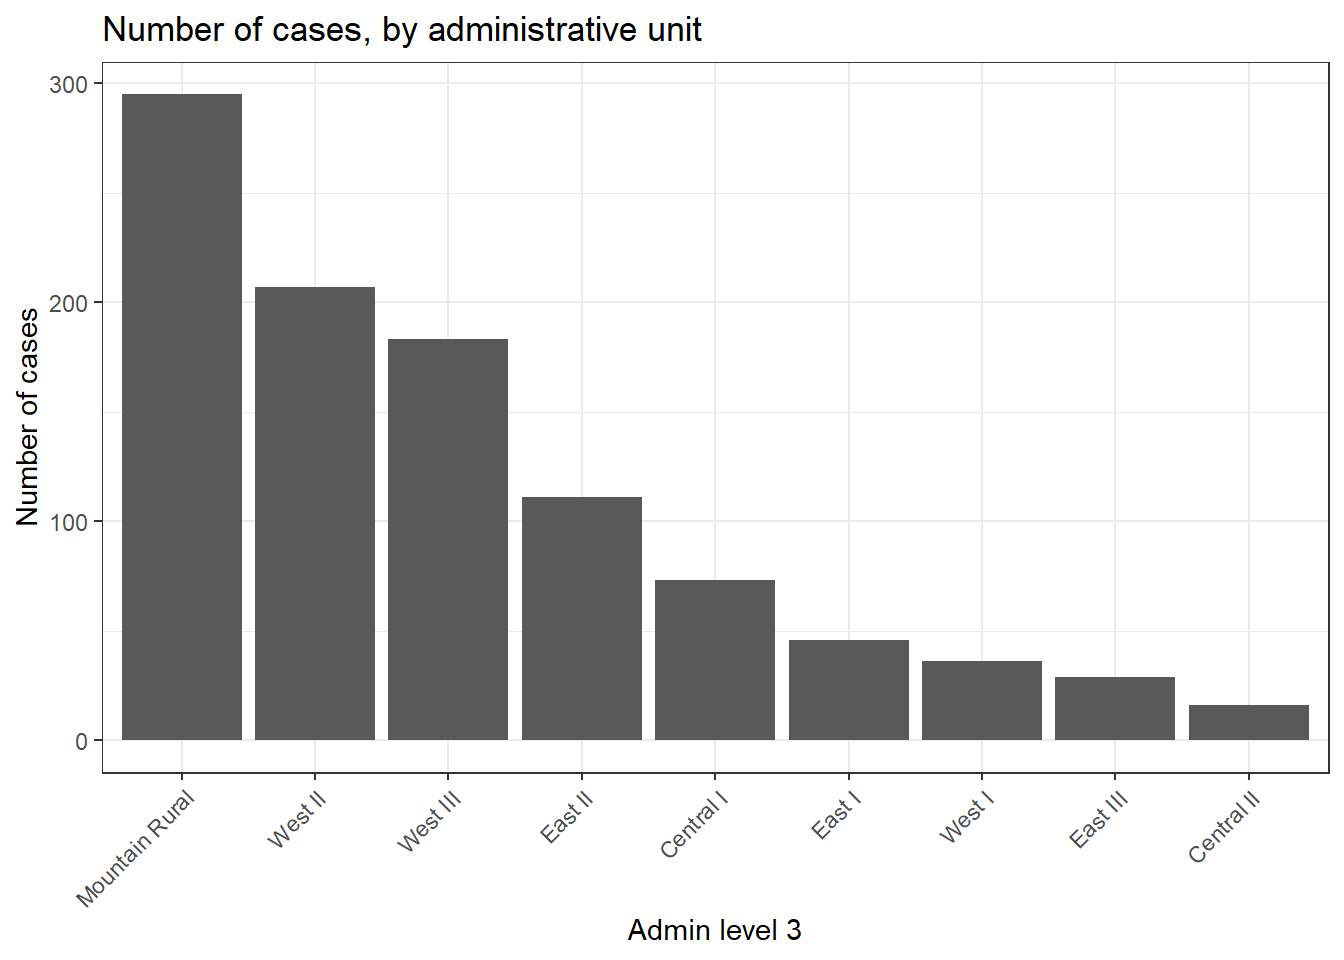 Number of cases, by administrative unit
Number of cases
300
200
100
0
Mountain Rural
West II
West III
East II
Central I
East I
West I
East III
Central II
Admin level 3